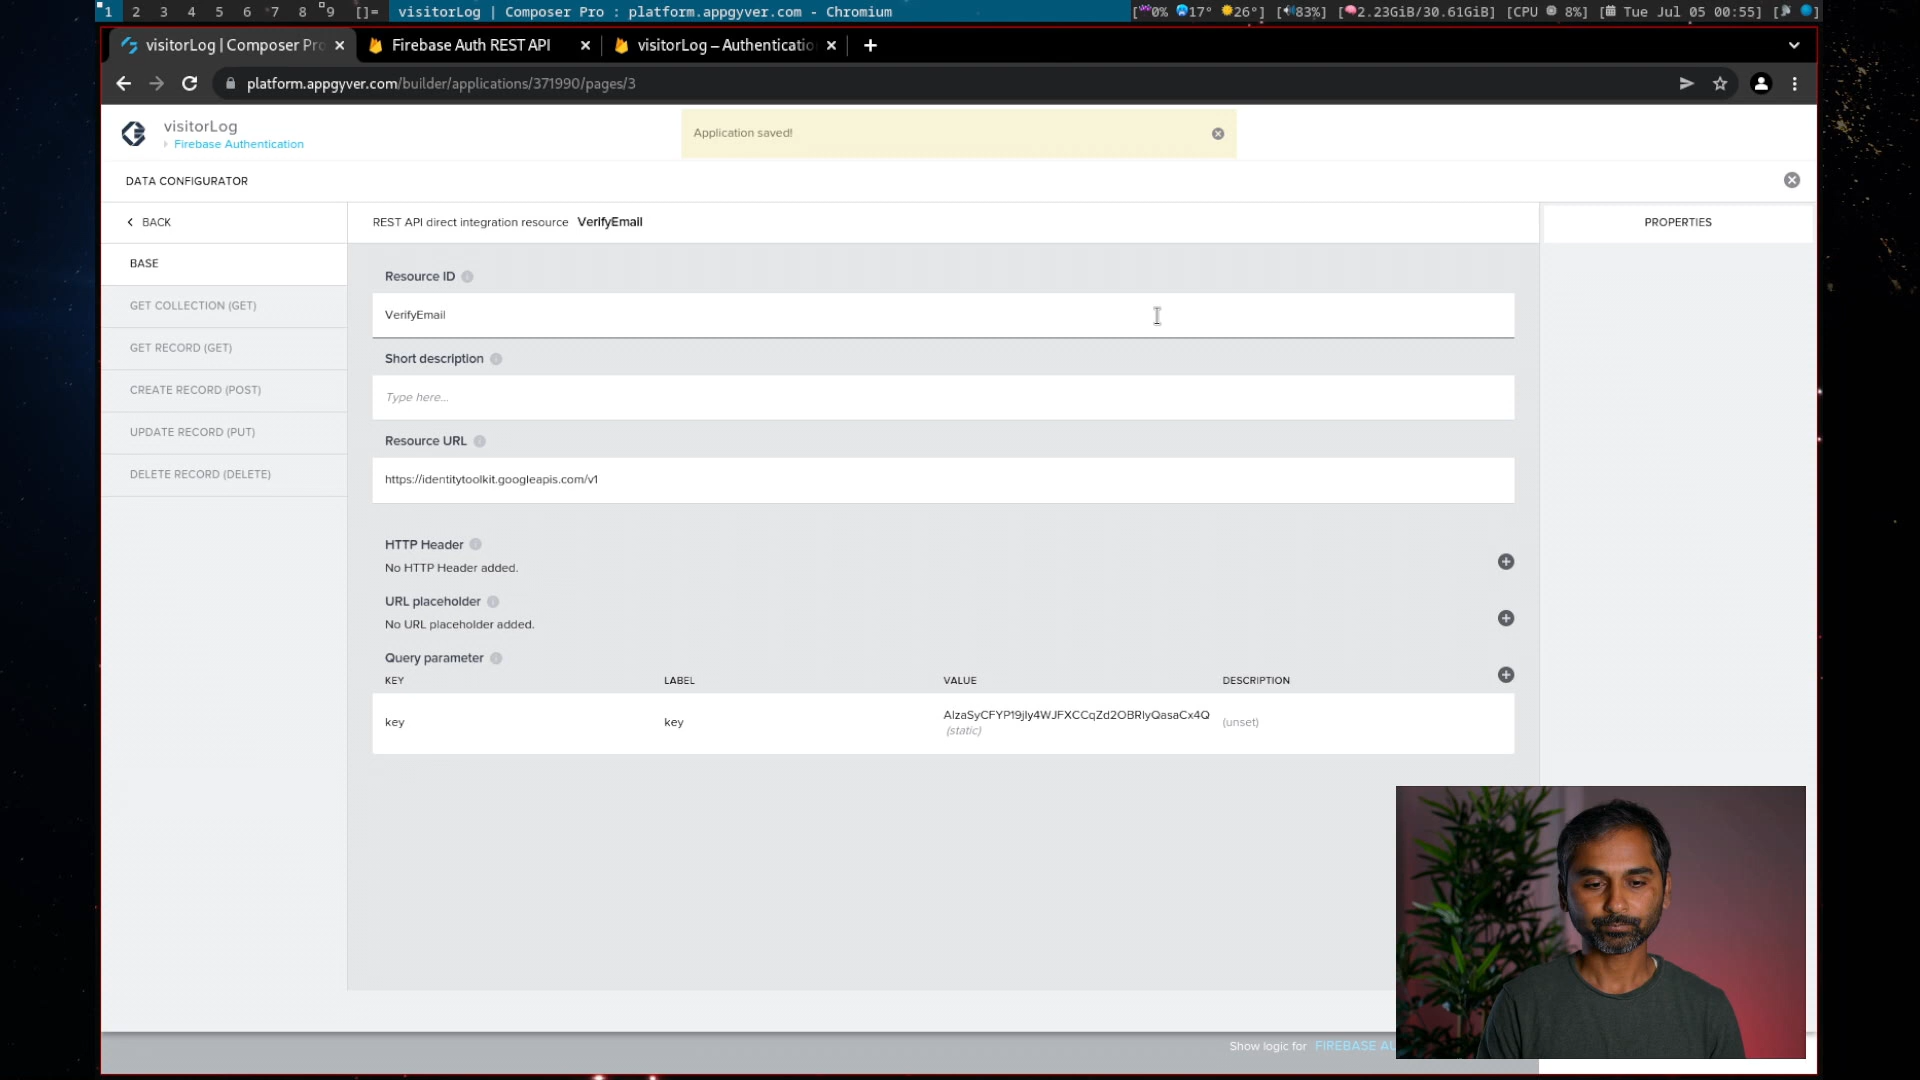 1 2 3 4 5 6 7 8 9 []= visitorLog | Composer Pro : platform.appgyver.com - Chromium [0% 17° 26°] [83%] [2.23GiB/30.61GiB] [CPU 8%] [Tue Jul 05 00:55]
visitorLog | Composer Pro
Firebase Auth REST API
visitorLog – Authenticatio
platform.appgyver.com/builder/applications/371990/pages/3
visitorLog
Firebase Authentication
Application saved!
DATA CONFIGURATOR
BACK
REST API direct integration resource VerifyEmail
PROPERTIES
BASE
GET COLLECTION (GET)
GET RECORD (GET)
CREATE RECORD (POST)
UPDATE RECORD (PUT)
DELETE RECORD (DELETE)
Resource ID
VerifyEmail
Short description
Type here...
Resource URL
https://identitytoolkit.googleapis.com/v1
HTTP Header
No HTTP Header added.
URL placeholder
No URL placeholder added.
Query parameter
KEY LABEL VALUE DESCRIPTION
key key (unset)
(static)
Show logic for FIREBASE AU